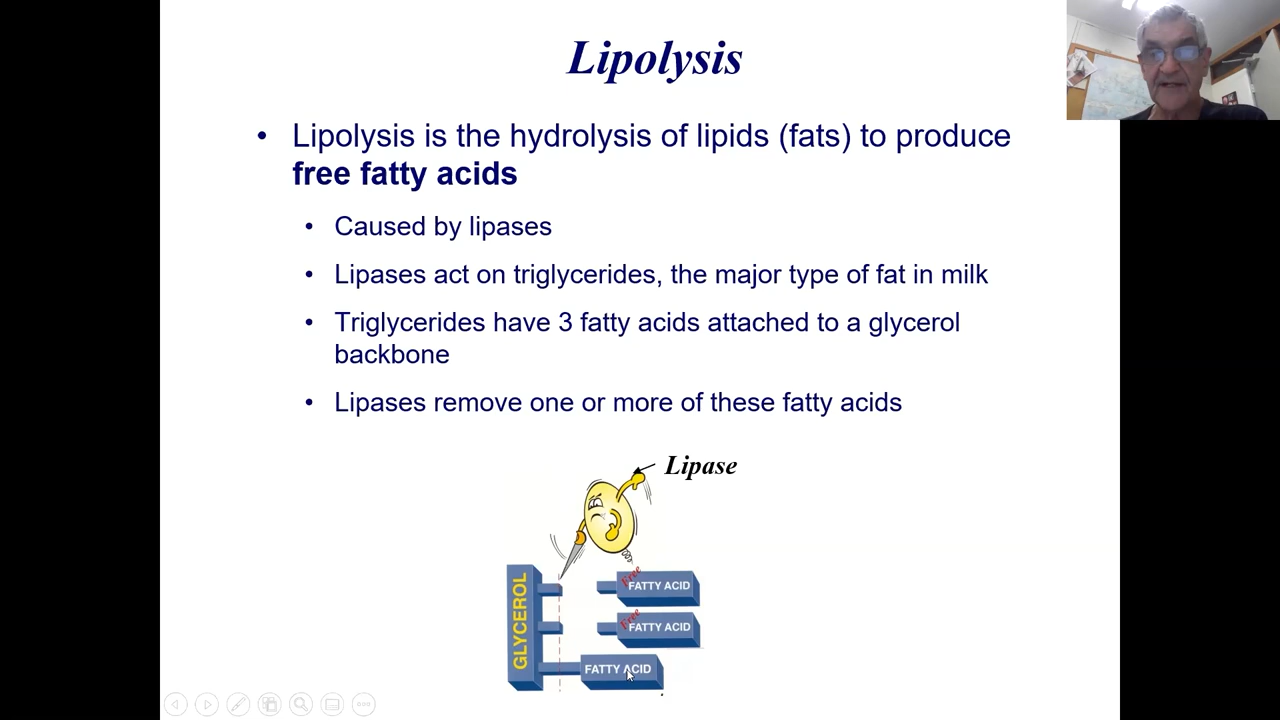 Lipolysis
• Lipolysis is the hydrolysis of lipids (fats) to produce
free fatty acids
• Caused by lipases
• Lipases act on triglycerides, the major type of fat in milk
• Triglycerides have 3 fatty acids attached to a glycerol
backbone
• Lipases remove one or more of these fatty acids
Lipase
GLYCEROL
Free
FATTY ACID
Free
FATTY ACID
FATTY ACID